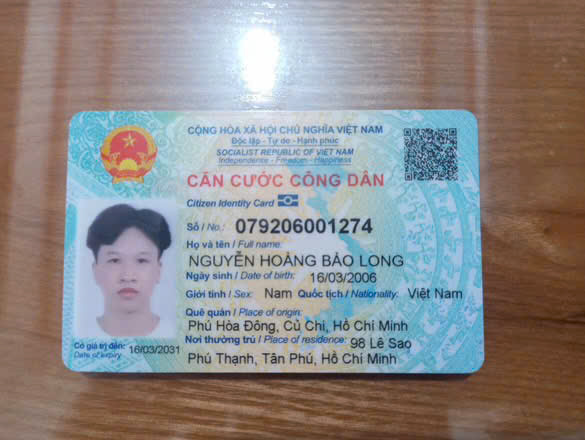 CỘNG HÒA XÃ HỘI CHỦ NGHĨA VIỆT NAM
Độc lập - Tự do - Hạnh phúc
SOCIALIST REPUBLIC OF VIET NAM
Independence - Freedom - Happiness
CĂN CƯỚC CÔNG DÂN
Citizen Identity Card
Số / No.: 079206001274
Họ và tên / Full name:
NGUYỄN HOÀNG BẢO LONG
Ngày sinh / Date of birth: 16/03/2006
Giới tính / Sex: Nam Quốc tịch / Nationality: Việt Nam
Quê quán / Place of origin:
Phú Hòa Đông, Củ Chi, Hồ Chí Minh
Nơi thường trú / Place of residence: 98 Lê Sao
Phú Thạnh, Tân Phú, Hồ Chí Minh
Có giá trị đến: 16/03/2031
Date of expiry